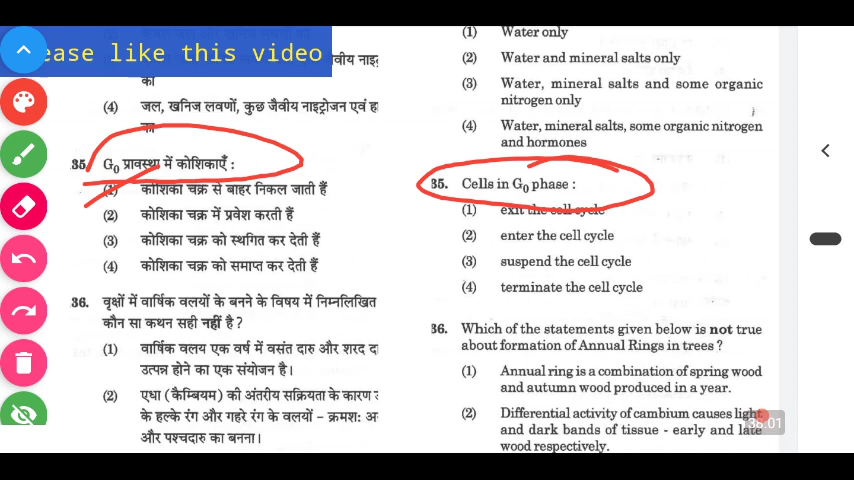 ease like this video
का
(4) जल, खनिज लवणों, कुछ जैवीय नाइट्रोजन एवं
का
35. G0 प्रावस्था में कोशिकाएँ :
(1) कोशिका चक्र से बाहर निकल जाती हैं
(2) कोशिका चक्र में प्रवेश करती हैं
(3) कोशिका चक्र को स्थगित कर देती हैं
(4) कोशिका चक्र को समाप्त कर देती हैं
36. वृक्षों में वार्षिक वलयों के बनने के विषय में निम्नलिखित
कौन सा कथन सही नहीं है ?
(1) वार्षिक वलय एक वर्ष में वसंत दारु और शरद
उत्पन्न होने का एक संयोजन है।
(2) एधा (कैम्बियम) की अंतरीय सक्रियता के कारण
के हल्के रंग और गहरे रंग के वलयों – क्रमश:
और पश्चदारु का बनना।
(1) Water only
(2) Water and mineral salts only
(3) Water, mineral salts and some organic
nitrogen only
(4) Water, mineral salts, some organic nitrogen
and hormones
35. Cells in G0 phase :
(1) exit the cell cycle
(2) enter the cell cycle
(3) suspend the cell cycle
(4) terminate the cell cycle
36. Which of the statements given below is not true
about formation of Annual Rings in trees ?
(1) Annual ring is a combination of spring wood
and autumn wood produced in a year.
(2) Differential activity of cambium causes light
and dark bands of tissue - early and late
wood respectively.
138:01